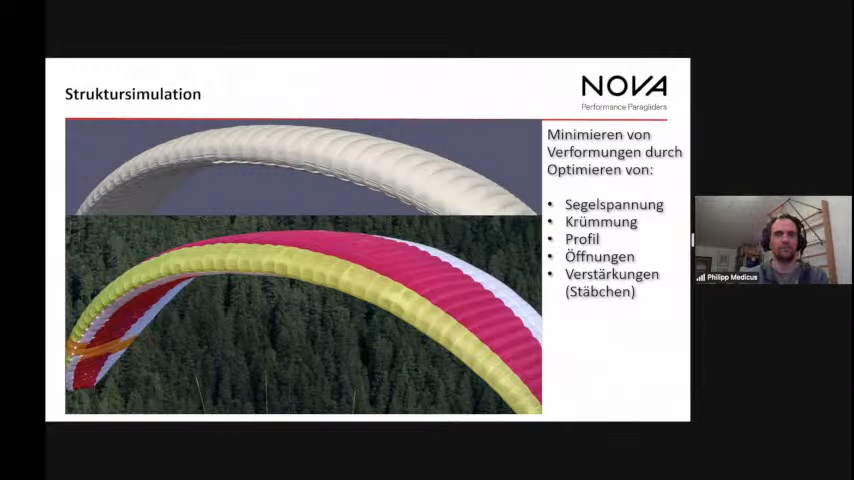 Struktursimulation
NOVA
Performance Paragliders
Minimieren von
Verformungen durch
Optimieren von:
• Segelspannung
• Krümmung
• Profil
• Öffnungen
• Verstärkungen
(Stäbchen)
Philipp Medicus